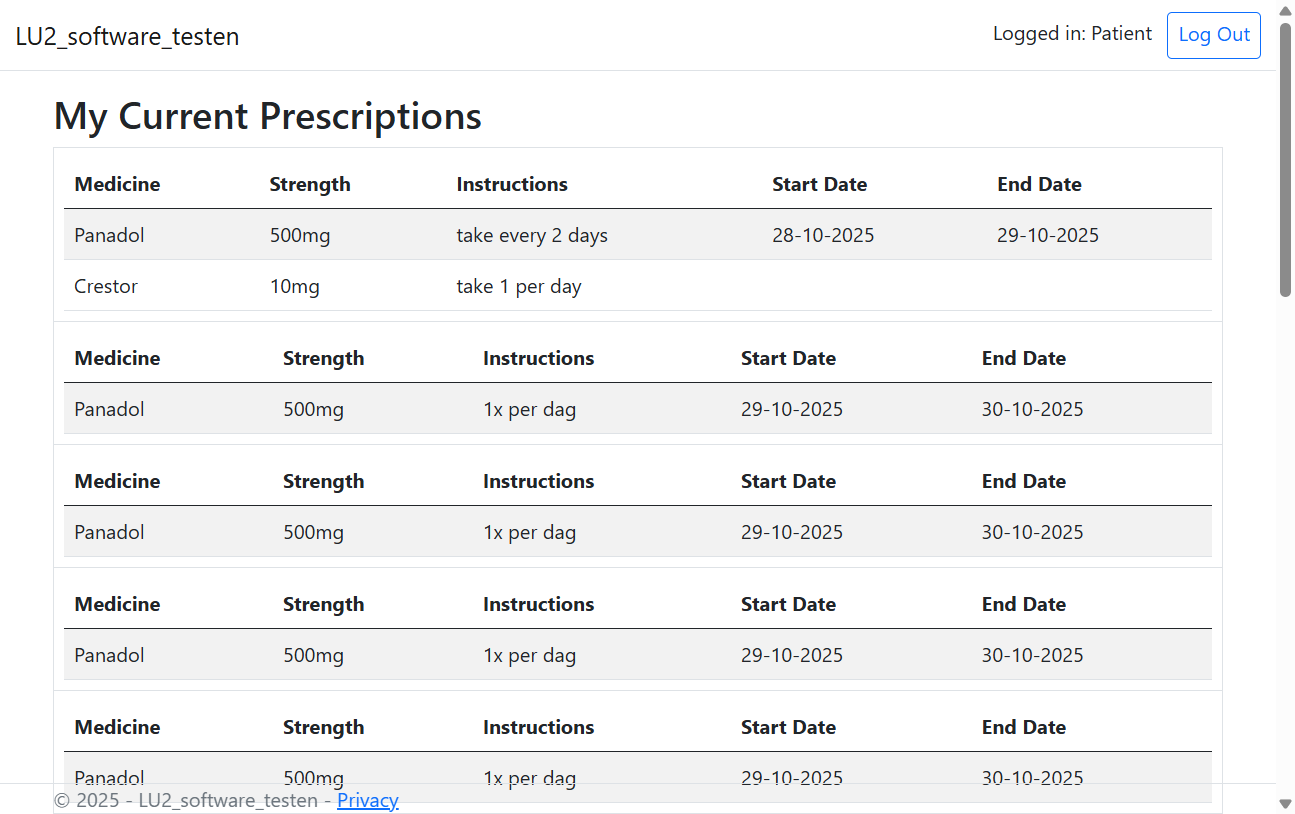 LU2_software_testen Logged in: Patient Log Out
My Current Prescriptions
Medicine Strength Instructions Start Date End Date
Panadol 500mg take every 2 days 28-10-2025 29-10-2025
Crestor 10mg take 1 per day
Medicine Strength Instructions Start Date End Date
Panadol 500mg 1x per dag 29-10-2025 30-10-2025
Medicine Strength Instructions Start Date End Date
Panadol 500mg 1x per dag 29-10-2025 30-10-2025
Medicine Strength Instructions Start Date End Date
Panadol 500mg 1x per dag 29-10-2025 30-10-2025
Medicine Strength Instructions Start Date End Date
Panadol 500mg 1x per dag 29-10-2025 30-10-2025
© 2025 - LU2_software_testen - Privacy